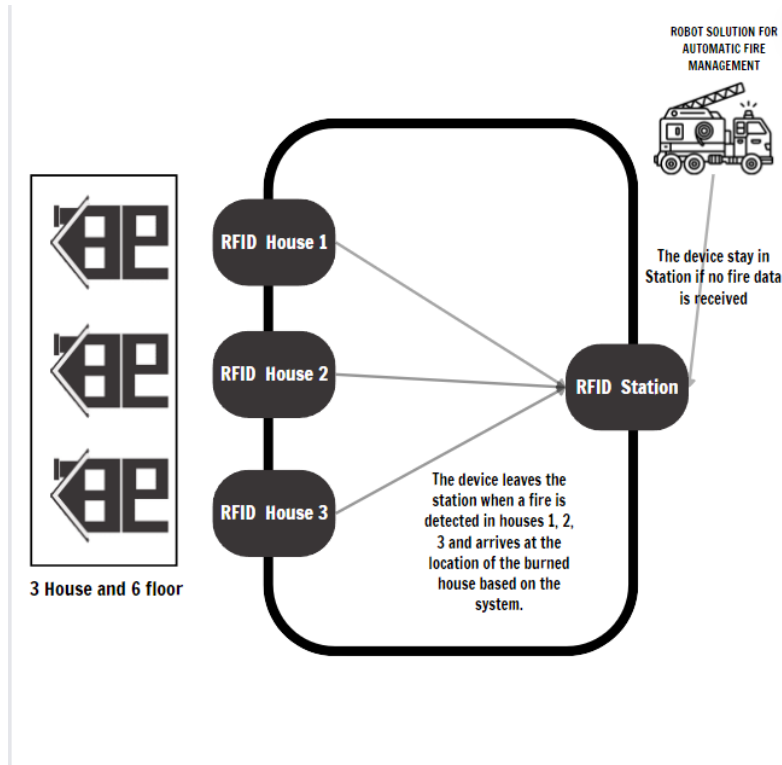 ROBOT SOLUTION FOR
AUTOMATIC FIRE
MANAGEMENT
RFID House 1
The device stay in
Station if no fire data
is received
RFID House 2
RFID Station
RFID House 3
The device leaves the
station when a fire is
detected in houses 1, 2,
3 and arrives at the
location of the burned
house based on the
system.
3 House and 6 floor